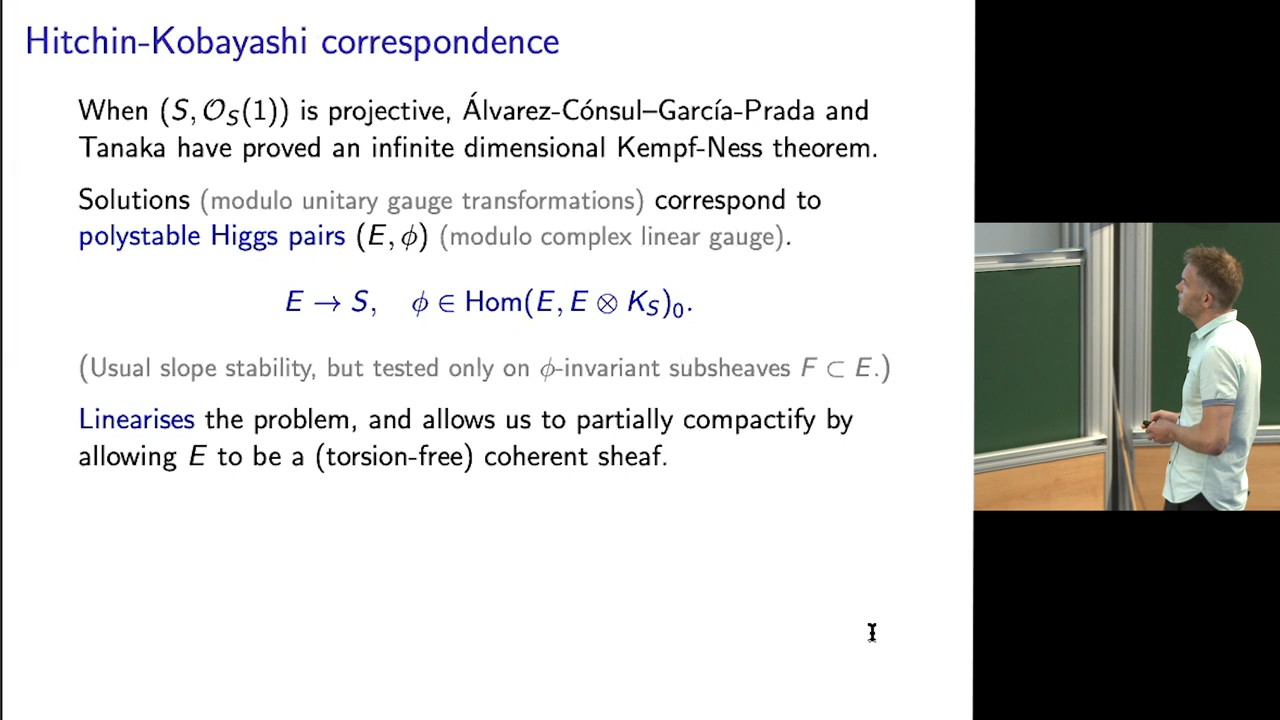 Hitchin-Kobayashi correspondence
When (S, 𝒪_S(1)) is projective, Álvarez-Cónsul–García-Prada and
Tanaka have proved an infinite dimensional Kempf-Ness theorem.
Solutions (modulo unitary gauge transformations) correspond to
polystable Higgs pairs (E, ϕ) (modulo complex linear gauge).
E → S, ϕ ∈ Hom(E, E ⊗ K_S)_0.
(Usual slope stability, but tested only on ϕ-invariant subsheaves F ⊂ E.)
Linearises the problem, and allows us to partially compactify by
allowing E to be a (torsion-free) coherent sheaf.